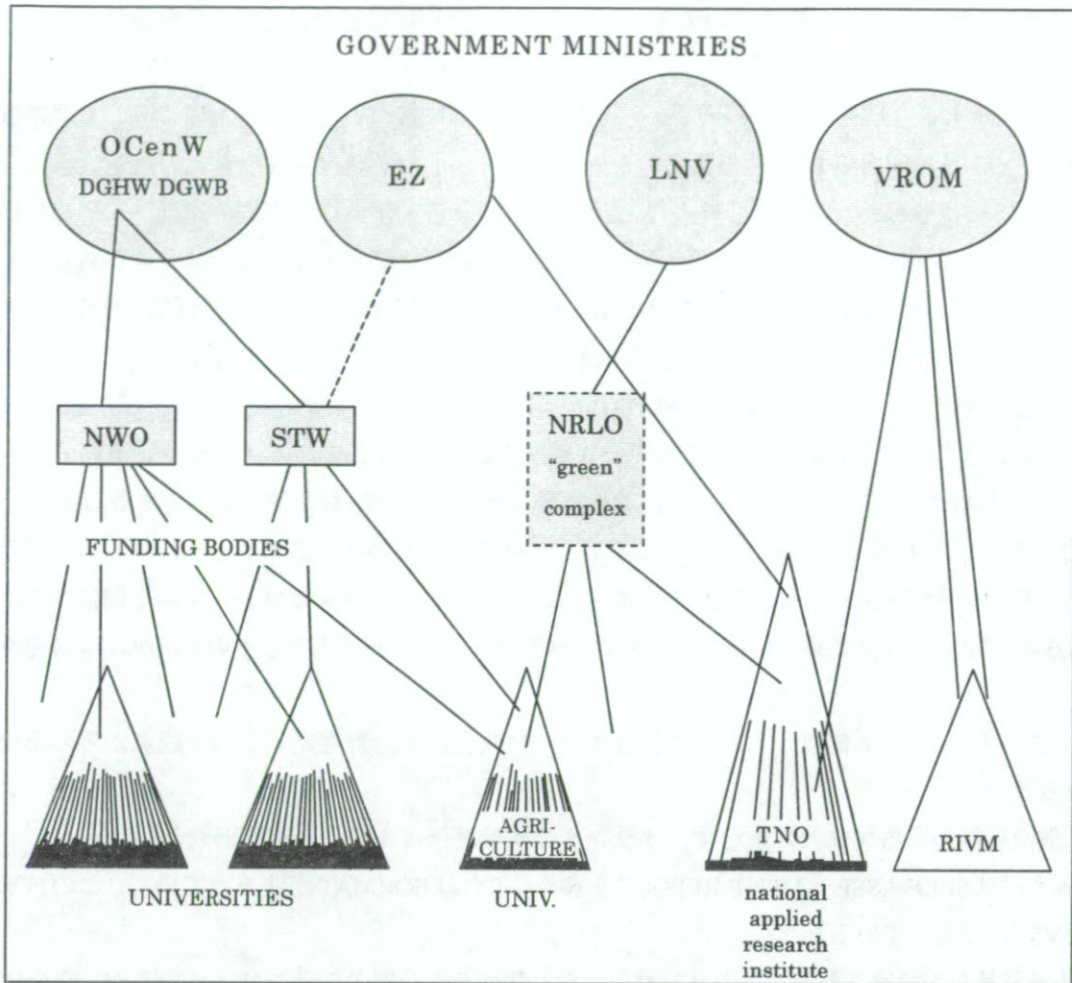 GOVERNMENT MINISTRIES
OCenW
DGHW DGWB
EZ
LNV
VROM
NWO
STW
NRLO
"green"
complex
FUNDING BODIES
AGRI-
CULTURE
TNO
RIVM
UNIVERSITIES
UNIV.
national
applied
research
institute